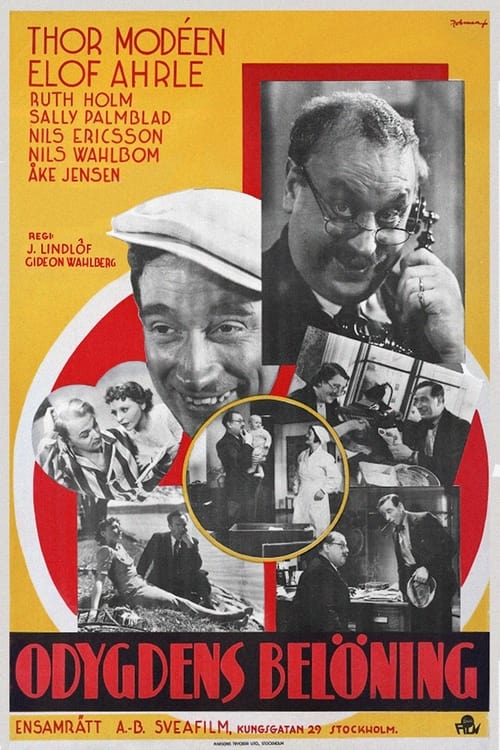 THOR MODÉEN
ELOF AHRLE
RUTH HOLM
SALLY PALMBLAD
NILS ERICSSON
NILS WAHLBOM
ÅKE JENSEN
REGI:
J. LINDLÖF
GIDEON WAHLBERG
ODYGDENS BELÖNING
ENSAMRÄTT A.-B. SVEAFILM, KUNGSGATAN 29 STOCKHOLM.